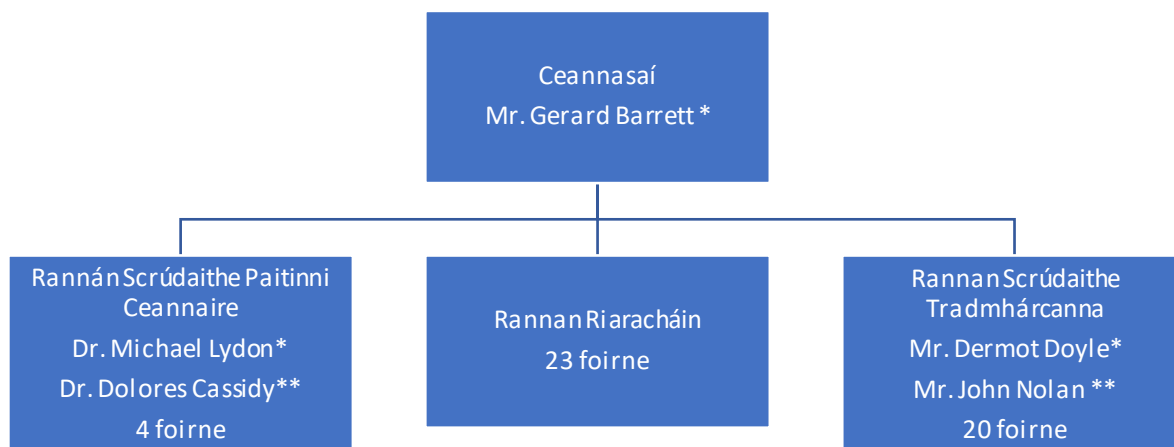 Ceannasaí
Mr. Gerard Barrett *
Rannán Scrúdaithe Paitinni
Ceannaire
Dr. Michael Lydon*
Dr. Dolores Cassidy**
4 foirne
Rannan Riaracháin
23 foirne
Rannan Scrúdaithe
Tradmhárcanna
Mr. Dermot Doyle*
Mr. John Nolan **
20 foirne